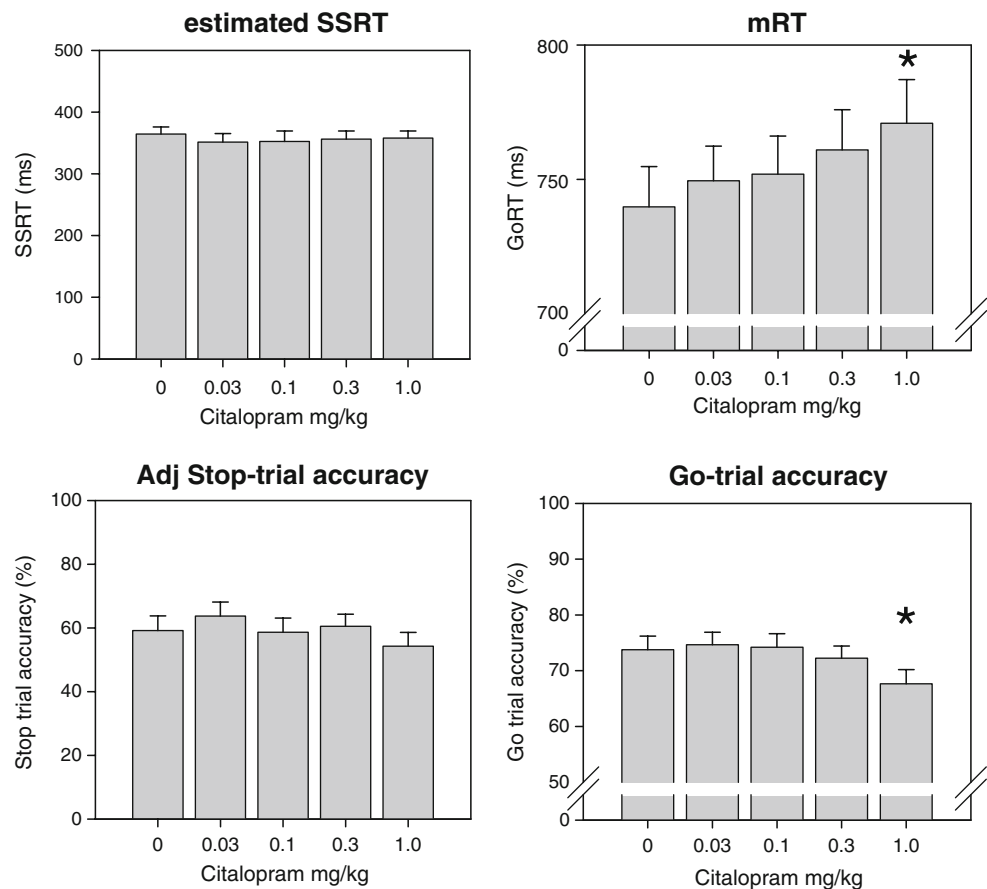 estimated SSRT
500
400
300
200
100
0
SSRT (ms)
0 0.03 0.1 0.3 1.0
Citalopram mg/kg
mRT
800
750
700
0
GoRT (ms)
*
0 0.03 0.1 0.3 1.0
Citalopram mg/kg
Adj Stop-trial accuracy
100
80
60
40
20
0
Stop trial accuracy (%)
0 0.03 0.1 0.3 1.0
Citalopram mg/kg
Go-trial accuracy
100
90
80
70
60
50
0
Go trial accuracy (%)
*
0 0.03 0.1 0.3 1.0
Citalopram mg/kg